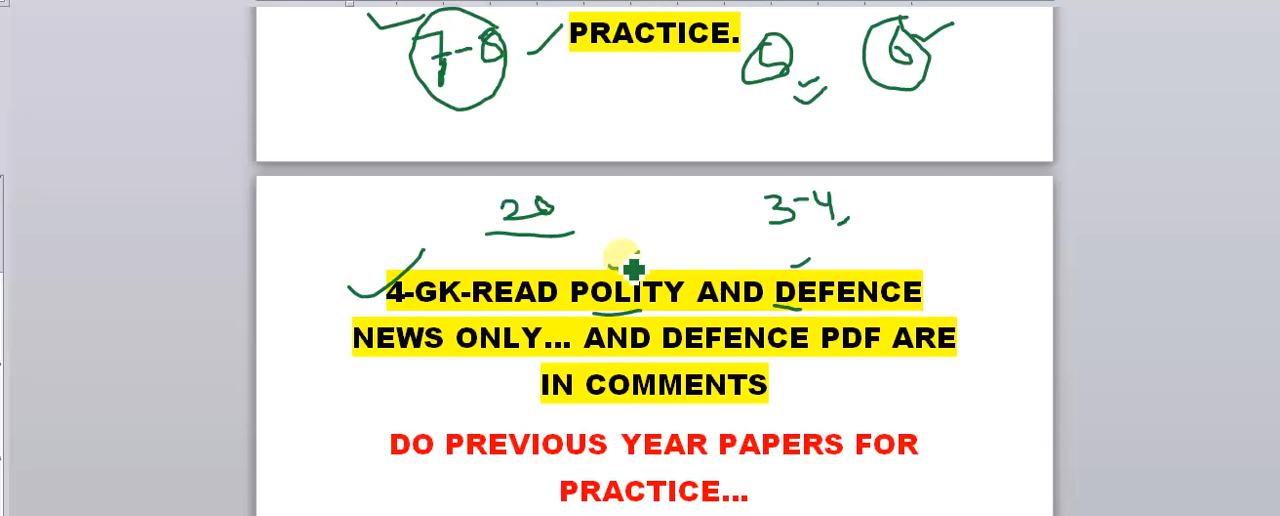 PRACTICE.
7-8
6
20
3-4,
4-GK-READ POLITY AND DEFENCE
NEWS ONLY... AND DEFENCE PDF ARE
IN COMMENTS
DO PREVIOUS YEAR PAPERS FOR
PRACTICE...